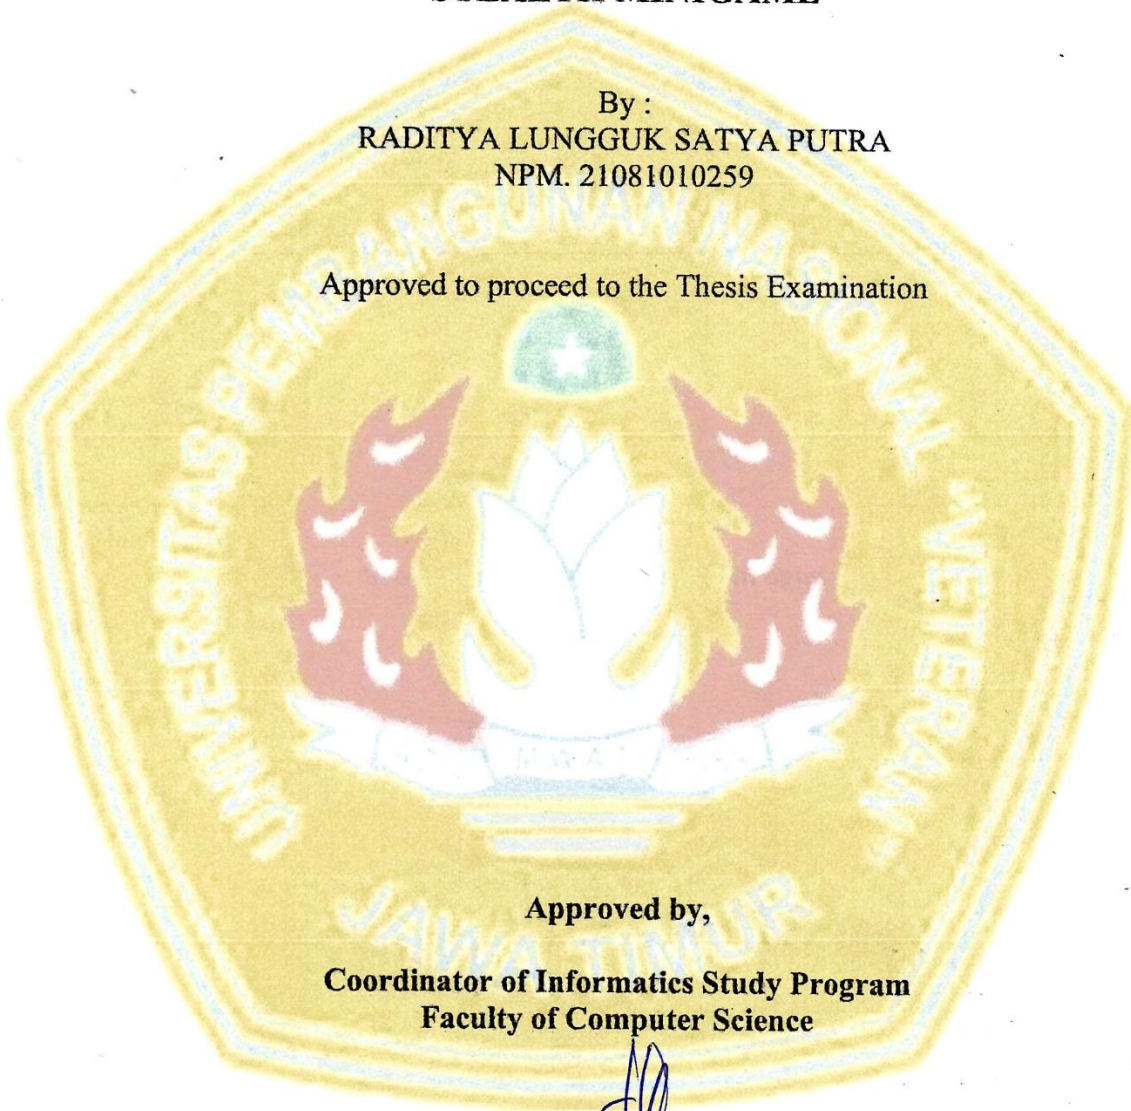 By :
RADITYA LUNGGUK SATYA PUTRA
NPM. 21081010259
Approved to proceed to the Thesis Examination
UNIVERSITAS PEMBANGUNAN NASIONAL "VETERAN"
JAWA TIMUR
Approved by,
Coordinator of Informatics Study Program
Faculty of Computer Science